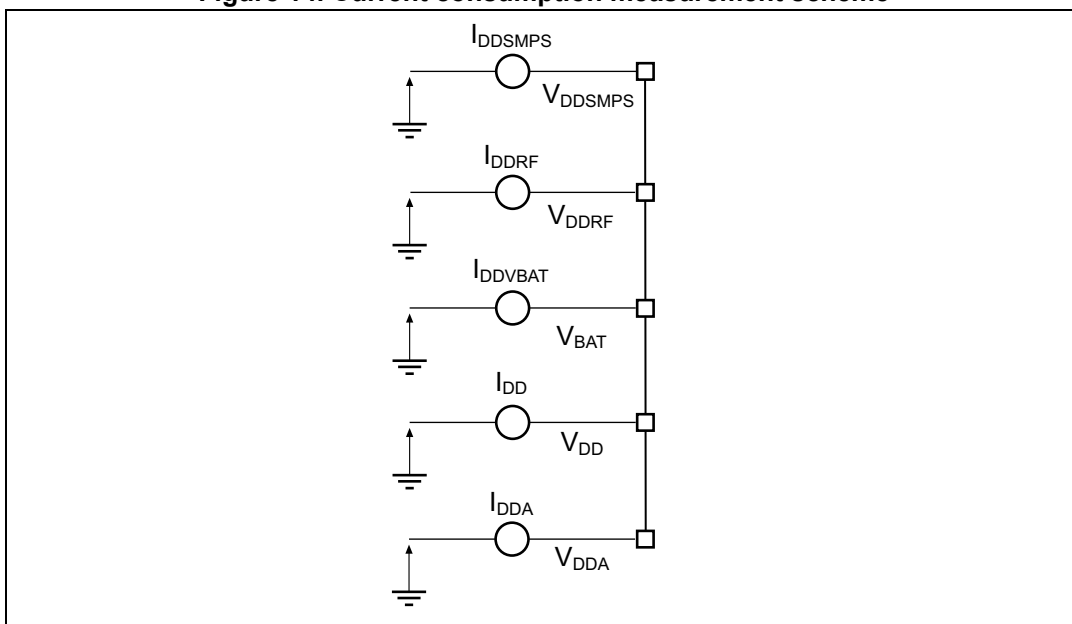 Figure 14. Current consumption measurement scheme
IDDSMPS
VDDSMPS
IDDRF
VDDRF
IDDVBAT
VBAT
IDD
VDD
IDDA
VDDA